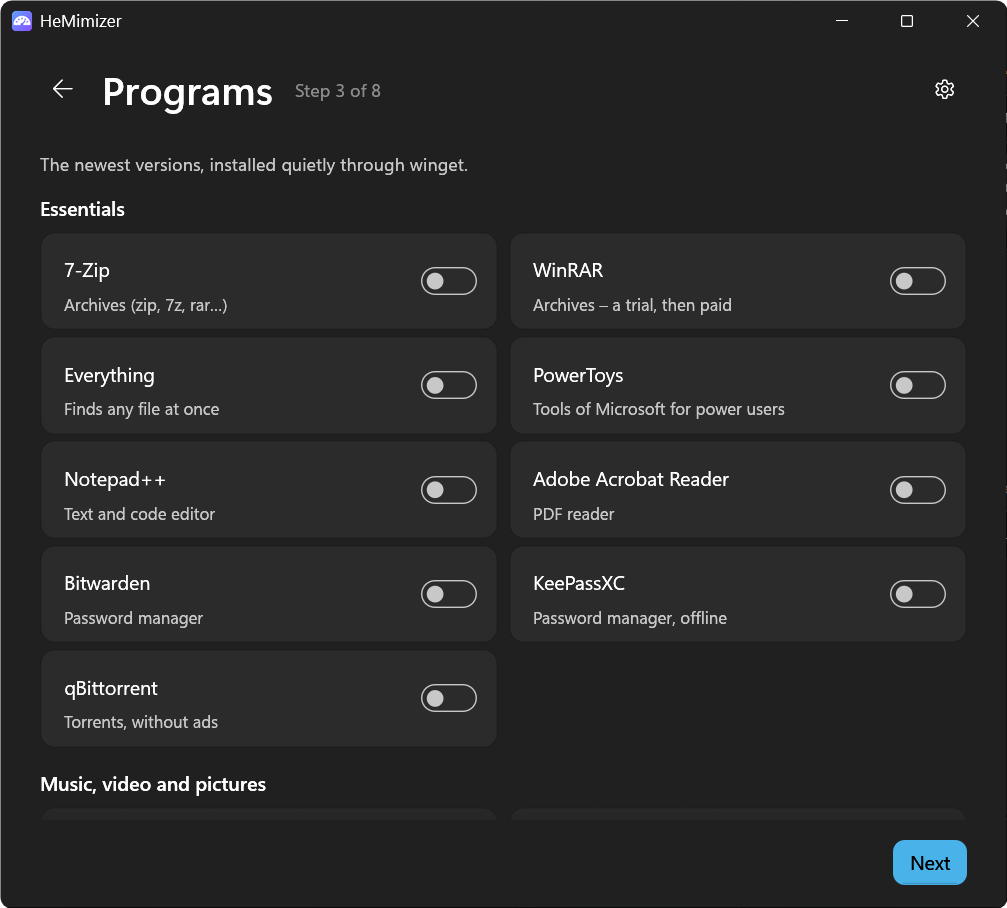 HeMimizer
Programs Step 3 of 8
The newest versions, installed quietly through winget.
Essentials
7-Zip
Archives (zip, 7z, rar...)
WinRAR
Archives – a trial, then paid
Everything
Finds any file at once
PowerToys
Tools of Microsoft for power users
Notepad++
Text and code editor
Adobe Acrobat Reader
PDF reader
Bitwarden
Password manager
KeePassXC
Password manager, offline
qBittorrent
Torrents, without ads
Music, video and pictures
Next